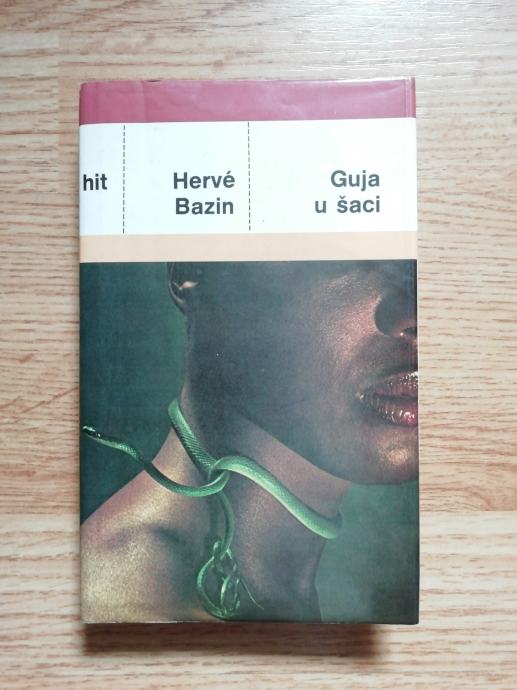 hit
Hervé
Bazin
Guja
u šaci